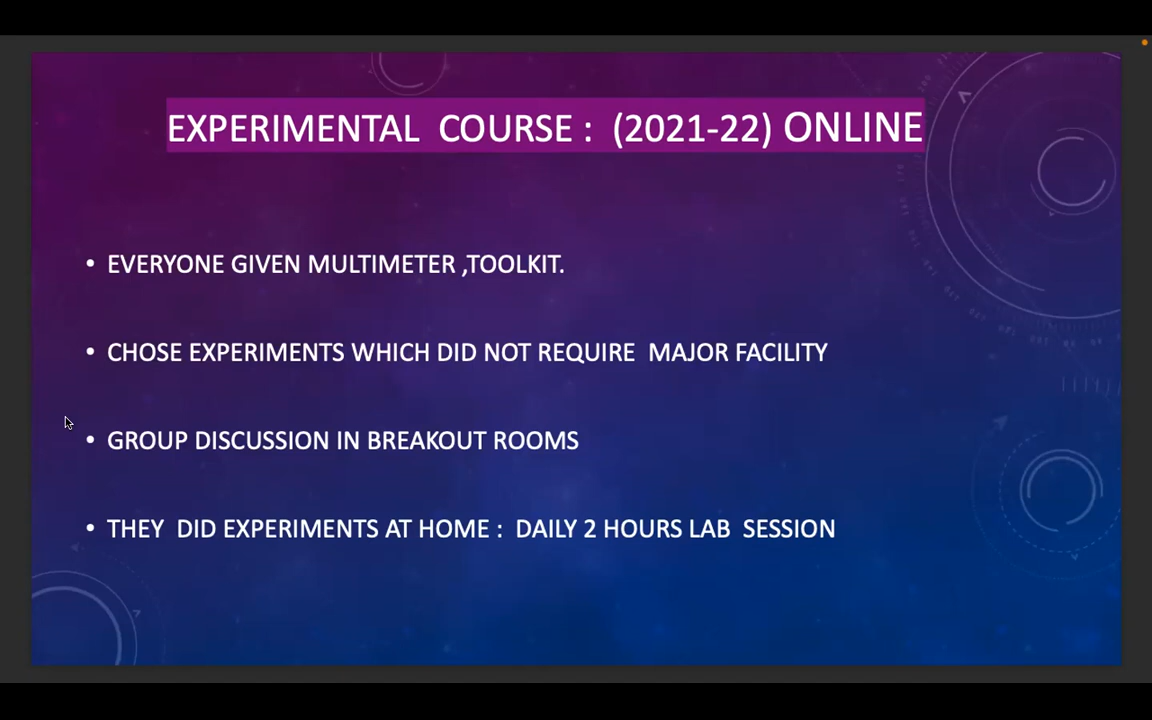 EXPERIMENTAL COURSE : (2021-22) ONLINE
• EVERYONE GIVEN MULTIMETER ,TOOLKIT.
• CHOSE EXPERIMENTS WHICH DID NOT REQUIRE MAJOR FACILITY
• GROUP DISCUSSION IN BREAKOUT ROOMS
• THEY DID EXPERIMENTS AT HOME : DAILY 2 HOURS LAB SESSION